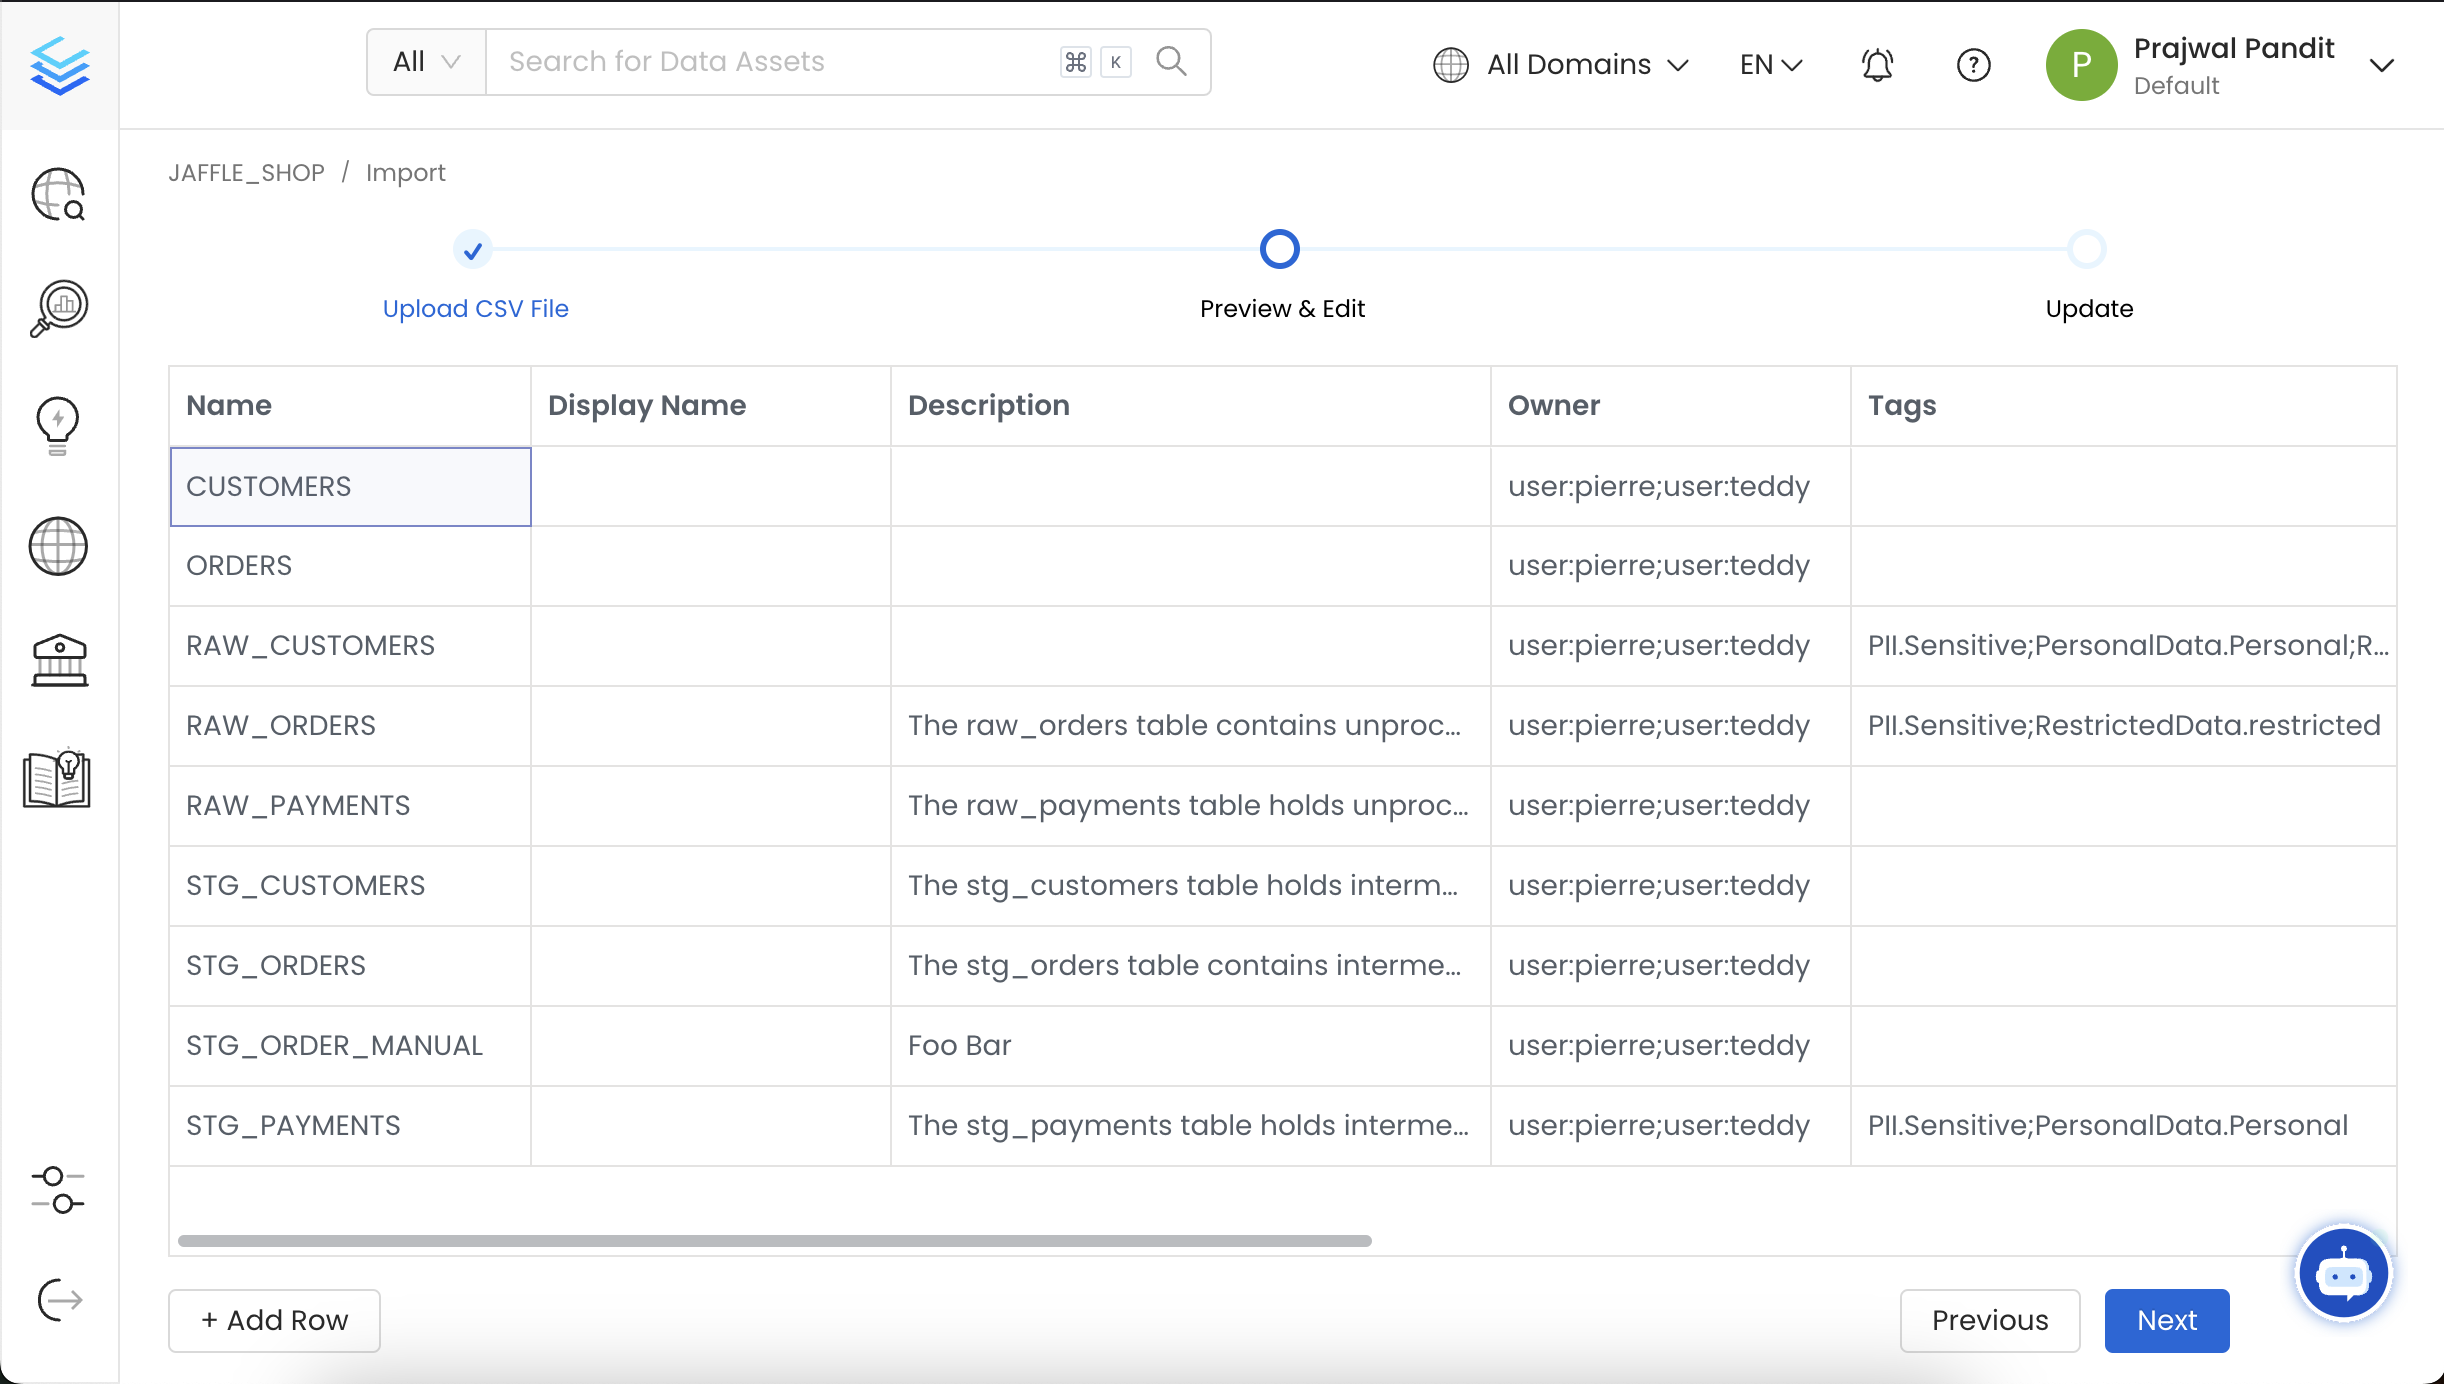 All Search for Data Assets ⌘ K All Domains EN ? P Prajwal Pandit
Default
JAFFLE_SHOP / Import
Upload CSV File Preview & Edit Update
Name Display Name Description Owner Tags
CUSTOMERS user:pierre;user:teddy
ORDERS user:pierre;user:teddy
RAW_CUSTOMERS user:pierre;user:teddy PII.Sensitive;PersonalData.Personal;R...
RAW_ORDERS The raw_orders table contains unproc... user:pierre;user:teddy PII.Sensitive;RestrictedData.restricted
RAW_PAYMENTS The raw_payments table holds unproc... user:pierre;user:teddy
STG_CUSTOMERS The stg_customers table holds interm... user:pierre;user:teddy
STG_ORDERS The stg_orders table contains interme... user:pierre;user:teddy
STG_ORDER_MANUAL Foo Bar user:pierre;user:teddy
STG_PAYMENTS The stg_payments table holds interme... user:pierre;user:teddy PII.Sensitive;PersonalData.Personal
+ Add Row Previous Next